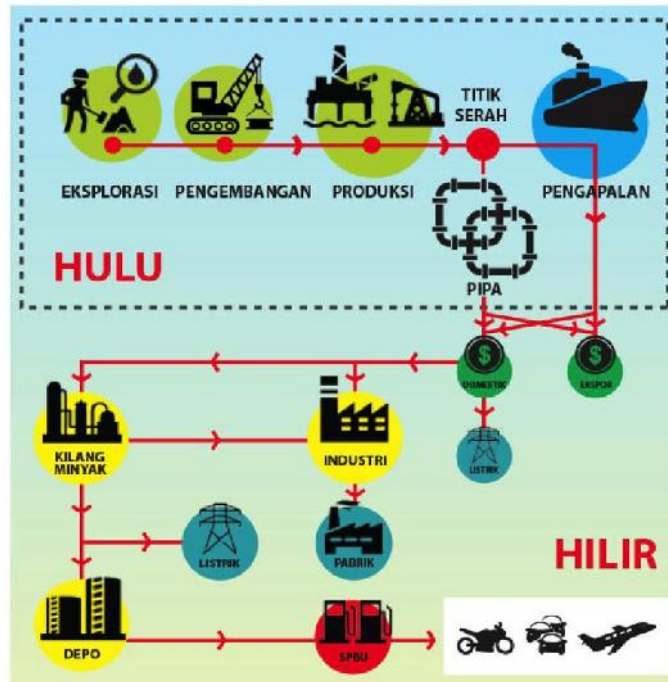 TITIK
SERAH
EKSPLORASI
PENGEMBANGAN
PRODUKSI
PENGAPALAN
HULU
PIPA
$
$
DOMESTIK
EKSPOR
KILANG
MINYAK
INDUSTRI
LISTRIK
LISTRIK
PABRIK
HILIR
DEPO
SPBU